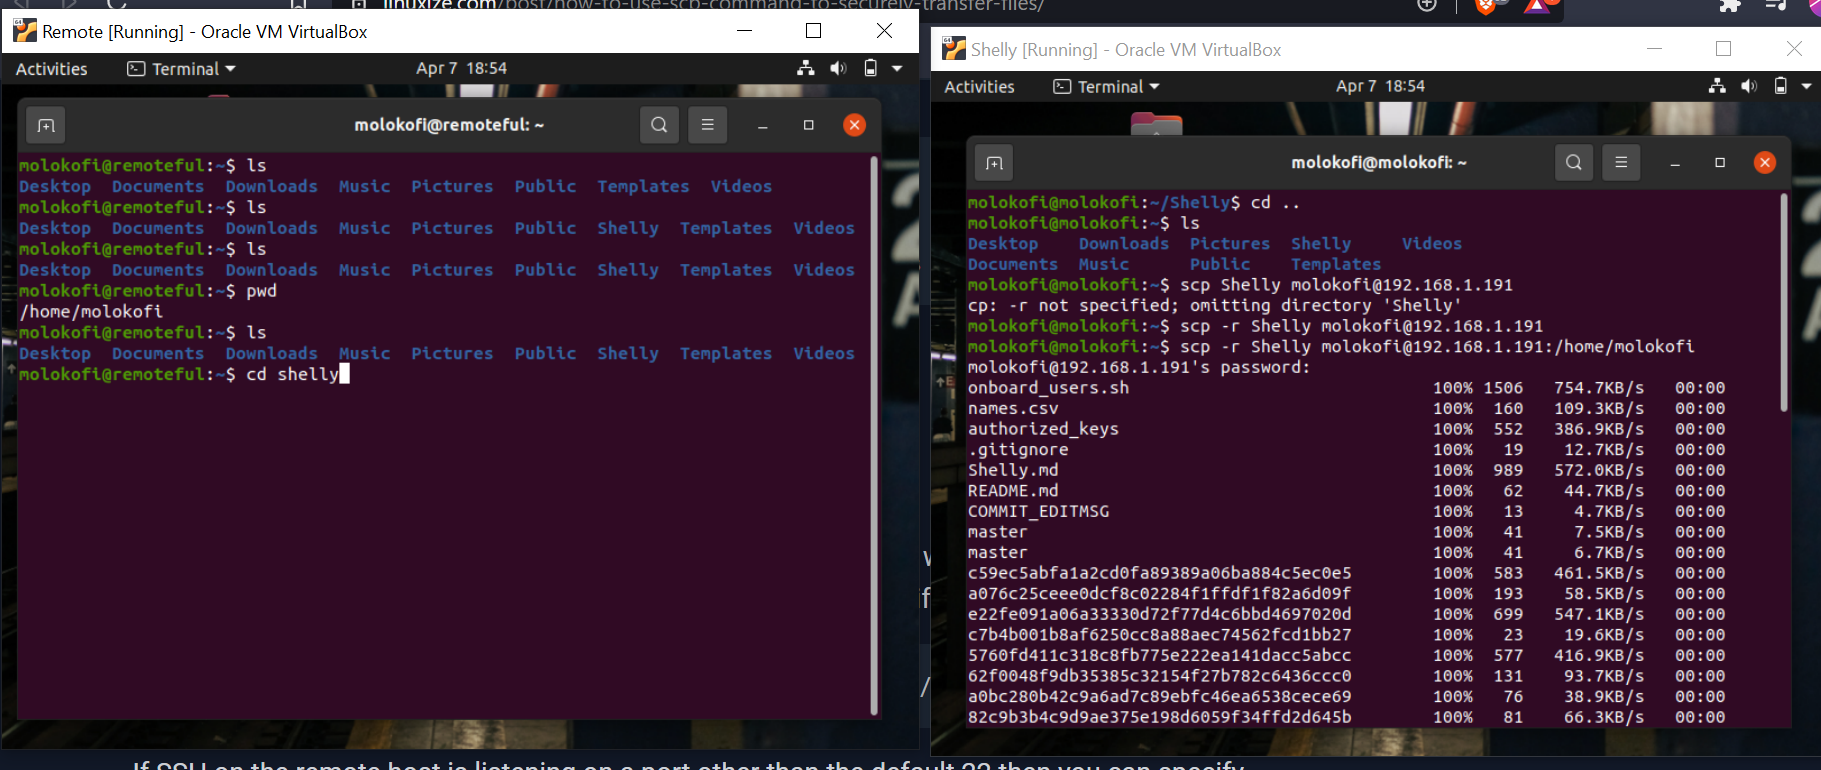 linuxize.com/post/how-to-use-scp-command-to-securely-transfer-files/
Remote [Running] - Oracle VM VirtualBox
Activities Terminal Apr 7 18:54
molokofi@remoteful: ~
molokofi@remoteful:~$ ls
Desktop Documents Downloads Music Pictures Public Templates Videos
molokofi@remoteful:~$ ls
Desktop Documents Downloads Music Pictures Public Shelly Templates Videos
molokofi@remoteful:~$ ls
Desktop Documents Downloads Music Pictures Public Shelly Templates Videos
molokofi@remoteful:~$ pwd
/home/molokofi
molokofi@remoteful:~$ ls
Desktop Documents Downloads Music Pictures Public Shelly Templates Videos
molokofi@remoteful:~$ cd shelly
Shelly [Running] - Oracle VM VirtualBox
Activities Terminal Apr 7 18:54
molokofi@molokofi: ~
molokofi@molokofi:~/Shelly$ cd ..
molokofi@molokofi:~$ ls
Desktop Downloads Pictures Shelly Videos
Documents Music Public Templates
molokofi@molokofi:~$ scp Shelly molokofi@192.168.1.191
cp: -r not specified; omitting directory 'Shelly'
molokofi@molokofi:~$ scp -r Shelly molokofi@192.168.1.191
molokofi@molokofi:~$ scp -r Shelly molokofi@192.168.1.191:/home/molokofi
molokofi@192.168.1.191's password:
onboard_users.sh 100% 1506 754.7KB/s 00:00
names.csv 100% 160 109.3KB/s 00:00
authorized_keys 100% 552 386.9KB/s 00:00
.gitignore 100% 19 12.7KB/s 00:00
Shelly.md 100% 989 572.0KB/s 00:00
README.md 100% 62 44.7KB/s 00:00
COMMIT_EDITMSG 100% 13 4.7KB/s 00:00
master 100% 41 7.5KB/s 00:00
master 100% 41 6.7KB/s 00:00
c59ec5abfa1a2cd0fa89389a06ba884c5ec0e5 100% 583 461.5KB/s 00:00
a076c25ceee0dcf8c02284f1ffdf1f82a6d09f 100% 193 58.5KB/s 00:00
e22fe091a06a33330d72f77d4c6bbd4697020d 100% 699 547.1KB/s 00:00
c7b4b001b8af6250cc8a88aec74562fcd1bb27 100% 23 19.6KB/s 00:00
5760fd411c318c8fb775e222ea141dacc5abcc 100% 577 416.9KB/s 00:00
62f0048f9db35385c32154f27b782c6436ccc0 100% 131 93.7KB/s 00:00
a0bc280b42c9a6ad7c89ebfc46ea6538cece69 100% 76 38.9KB/s 00:00
82c9b3b4c9d9ae375e198d6059f34ffd2d645b 100% 81 66.3KB/s 00:00
If SSH on the remote host is listening on a port other than the default 22 then you can specify